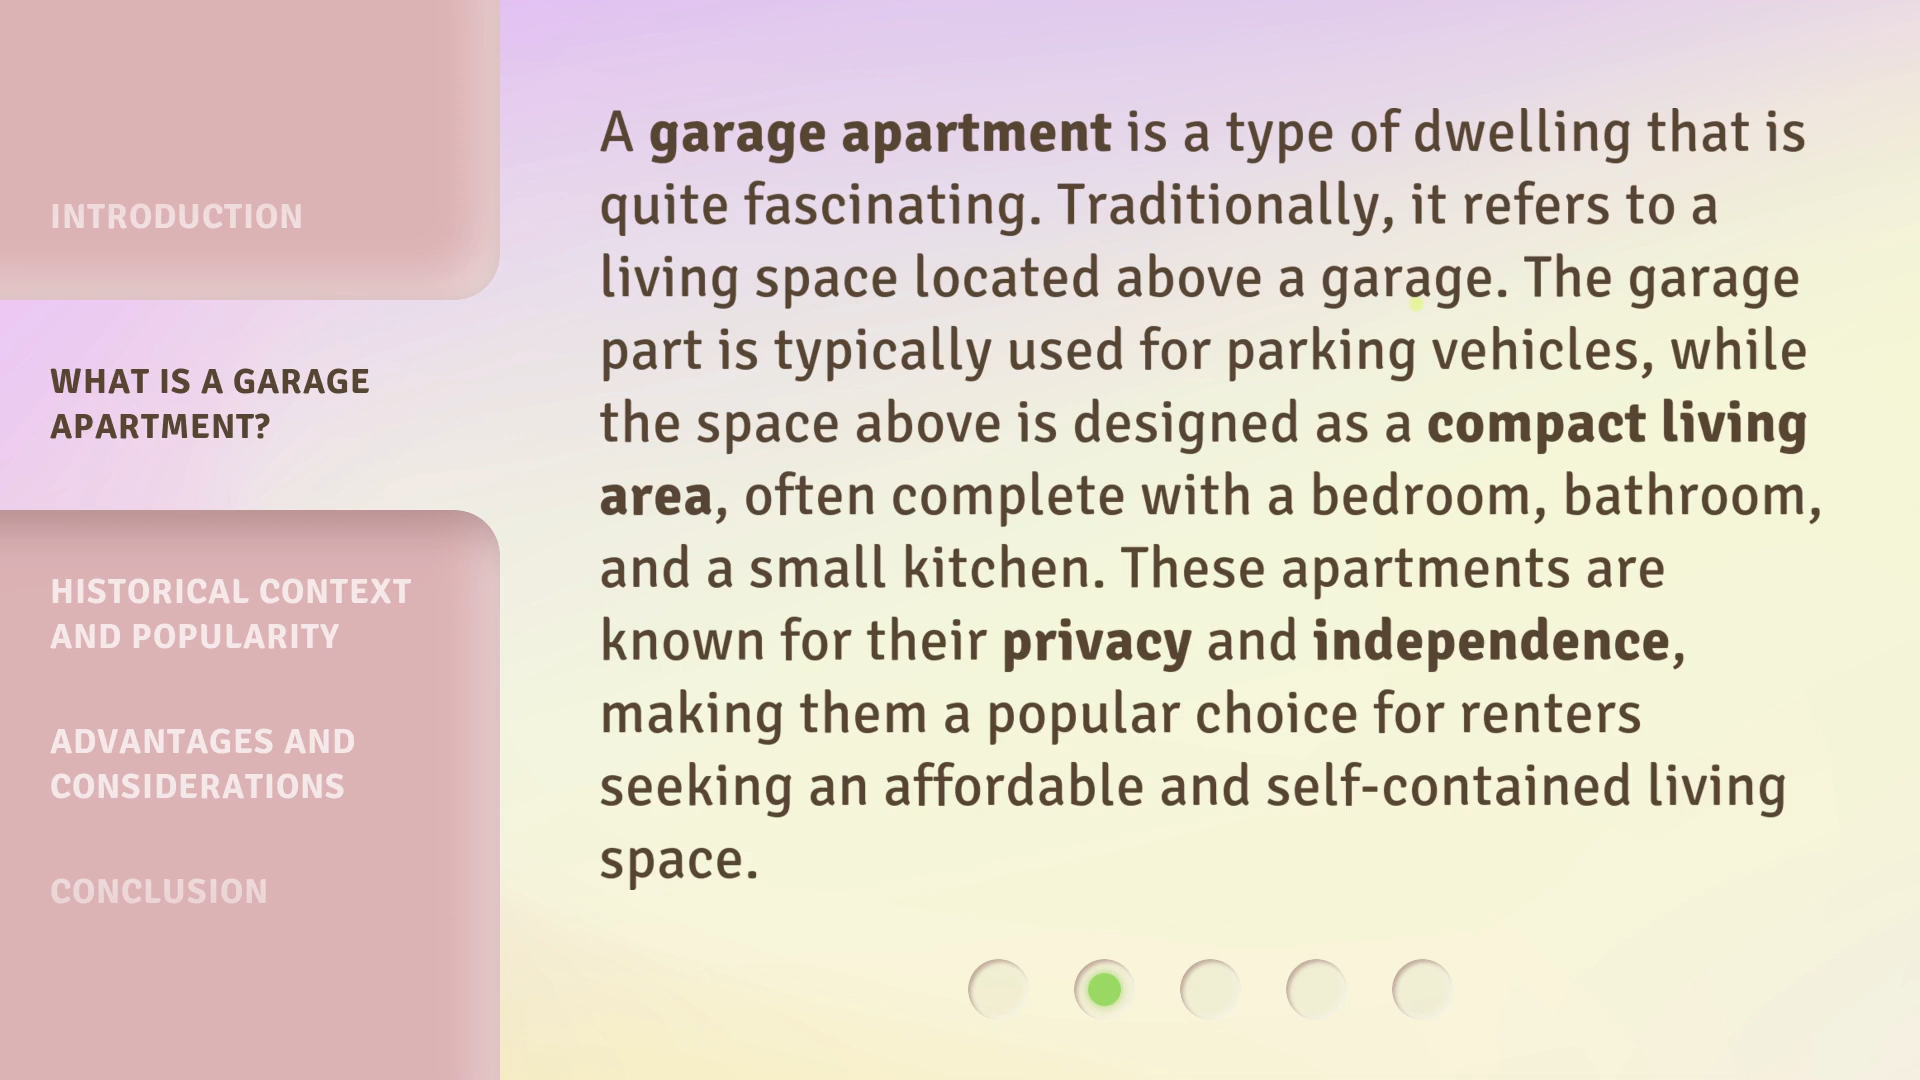 INTRODUCTION
WHAT IS A GARAGE
APARTMENT?
HISTORICAL CONTEXT
AND POPULARITY
ADVANTAGES AND
CONSIDERATIONS
CONCLUSION
A garage apartment is a type of dwelling that is
quite fascinating. Traditionally, it refers to a
living space located above a garage. The garage
part is typically used for parking vehicles, while
the space above is designed as a compact living
area, often complete with a bedroom, bathroom,
and a small kitchen. These apartments are
known for their privacy and independence,
making them a popular choice for renters
seeking an affordable and self-contained living
space.